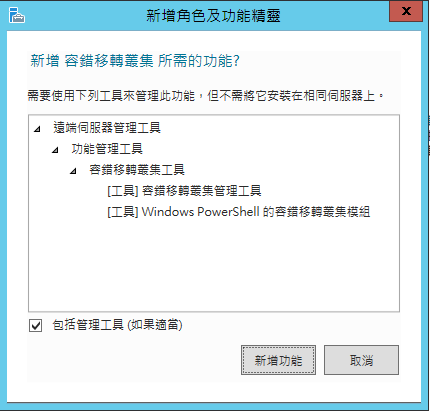 新增角色及功能精靈
x
新增 容錯移轉叢集 所需的功能?
需要使用下列工具來管理此功能，但不需將它安裝在相同伺服器上。
遠端伺服器管理工具
功能管理工具
容錯移轉叢集工具
[工具] 容錯移轉叢集管理工具
[工具] Windows PowerShell 的容錯移轉叢集模組
包括管理工具 (如果適當)
新增功能
取消